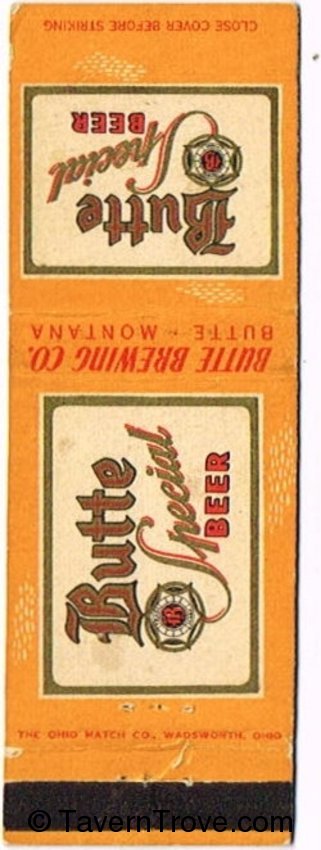 CLOSE COVER BEFORE STRIKING
Butte
Special
BEER
B
BUTTE BREWING CO.
BUTTE - MONTANA
Butte
Special
BEER
B
THE OHIO MATCH CO., WADSWORTH, OHIO
© TavernTrove.com